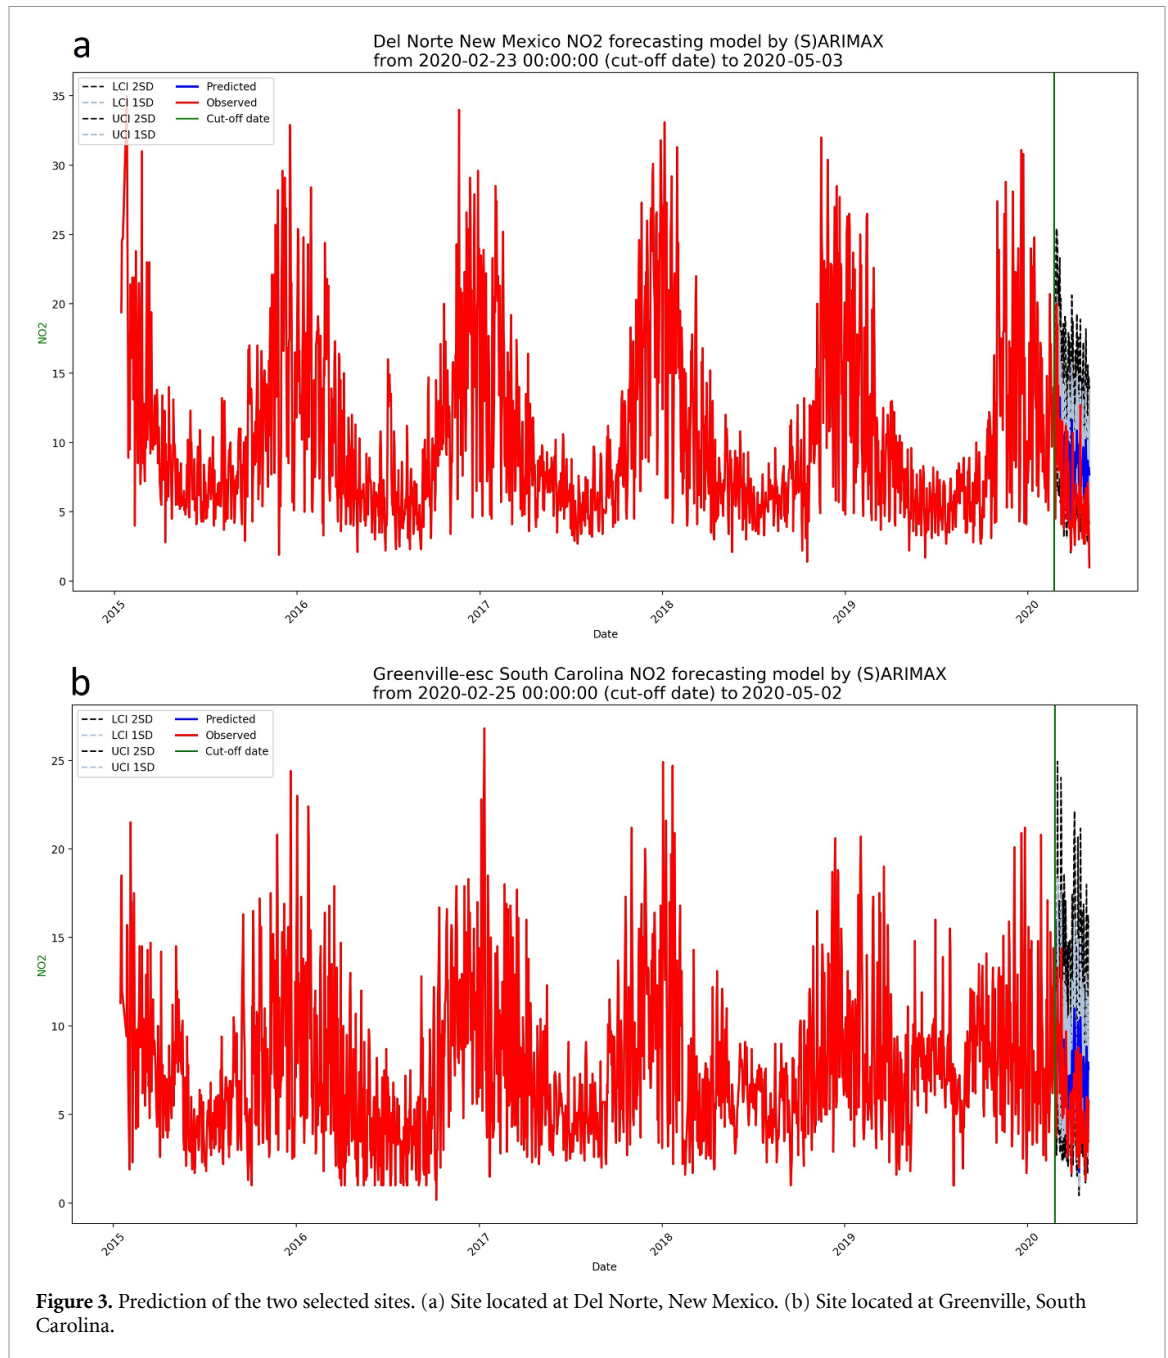 a
Del Norte New Mexico NO2 forecasting model by (S)ARIMAX
from 2020-02-23 00:00:00 (cut-off date) to 2020-05-03
LCI 2SD
LCI 1SD
UCI 2SD
UCI 1SD
Predicted
Observed
Cut-off date
35
30
25
20
15
10
5
0
NO2
2015
2016
2017
2018
2019
2020
Date
b
Greenville-esc South Carolina NO2 forecasting model by (S)ARIMAX
from 2020-02-25 00:00:00 (cut-off date) to 2020-05-02
LCI 2SD
LCI 1SD
UCI 2SD
UCI 1SD
Predicted
Observed
Cut-off date
25
20
15
10
5
0
NO2
2015
2016
2017
2018
2019
2020
Date
Figure 3. Prediction of the two selected sites. (a) Site located at Del Norte, New Mexico. (b) Site located at Greenville, South
Carolina.